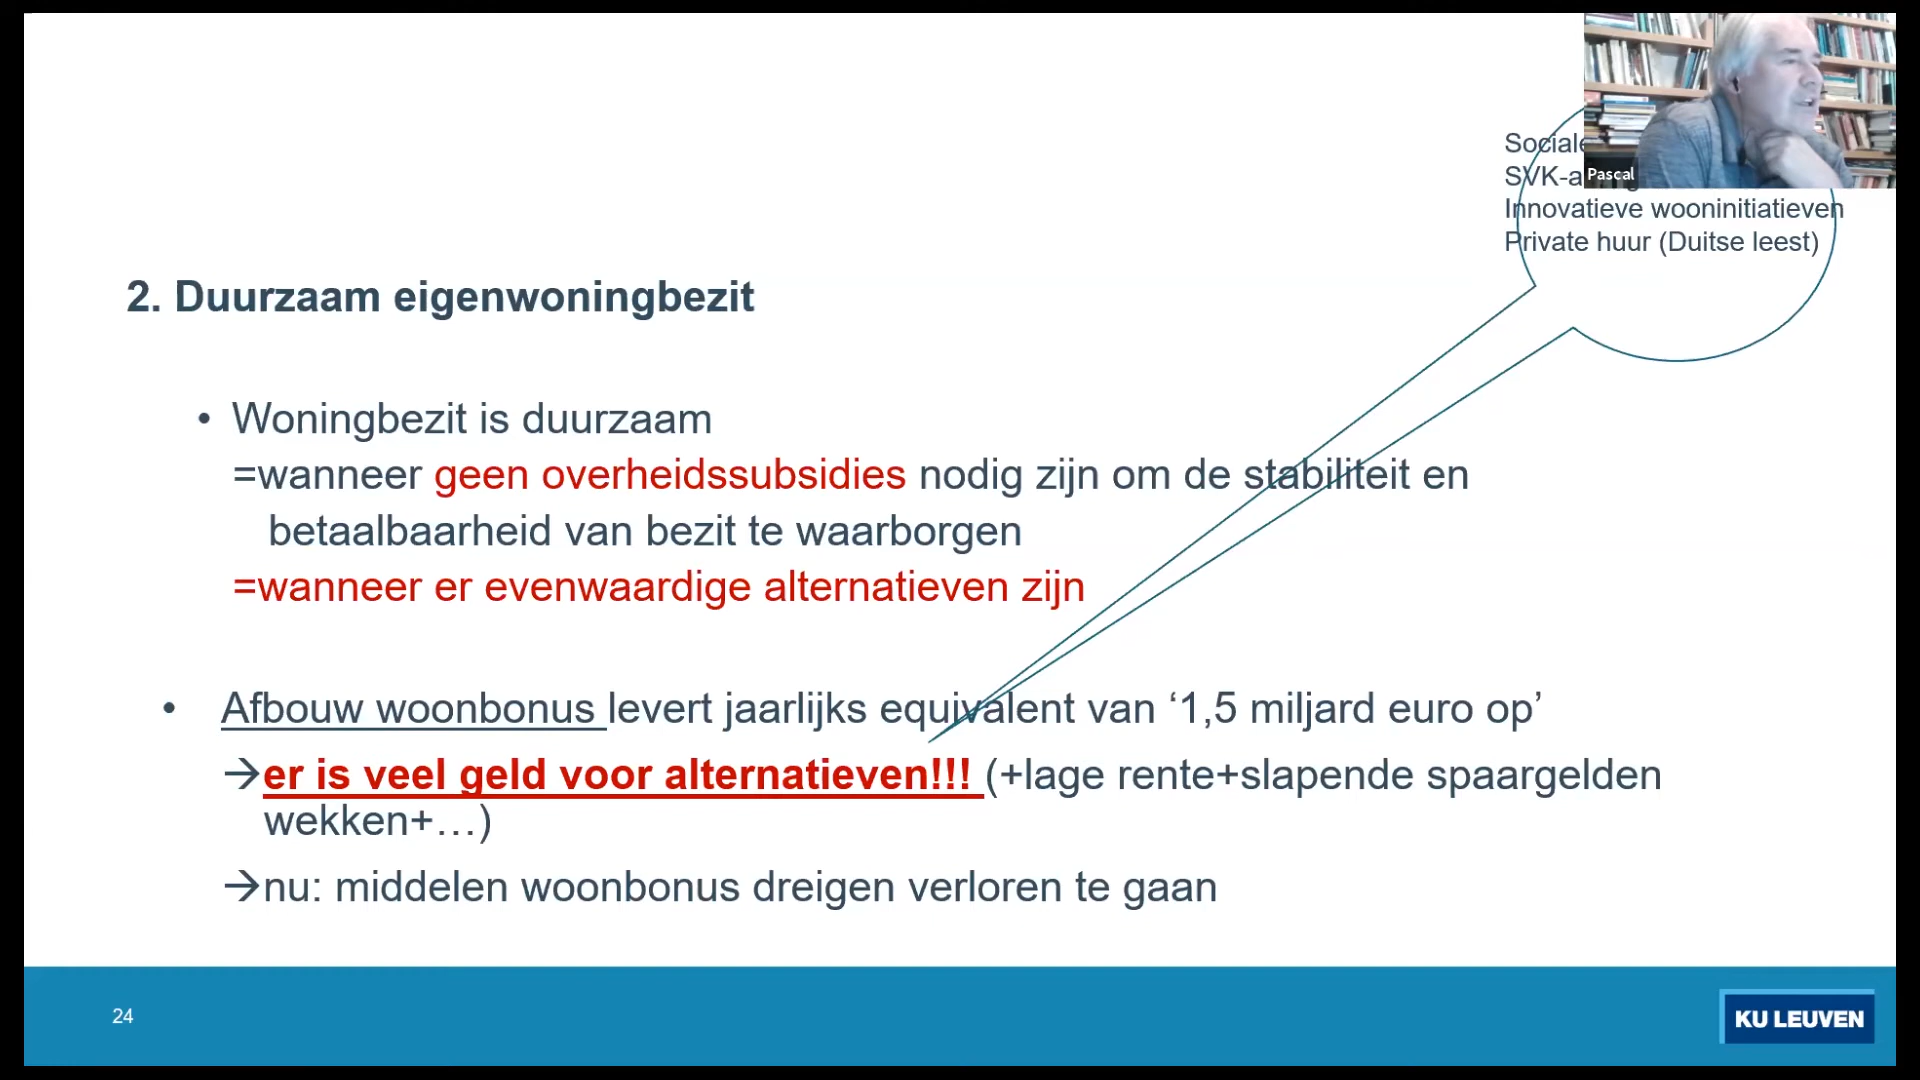 Sociale
SVK-a
Pascal
Innovatieve wooninitiatieven
Private huur (Duitse leest)
2. Duurzaam eigenwoningbezit
• Woningbezit is duurzaam
=wanneer geen overheidssubsidies nodig zijn om de stabiliteit en
betaalbaarheid van bezit te waarborgen
=wanneer er evenwaardige alternatieven zijn
• Afbouw woonbonus levert jaarlijks equivalent van ‘1,5 miljard euro op’
→er is veel geld voor alternatieven!!! (+lage rente+slapende spaargelden
wekken+…)
→nu: middelen woonbonus dreigen verloren te gaan
24
KU LEUVEN